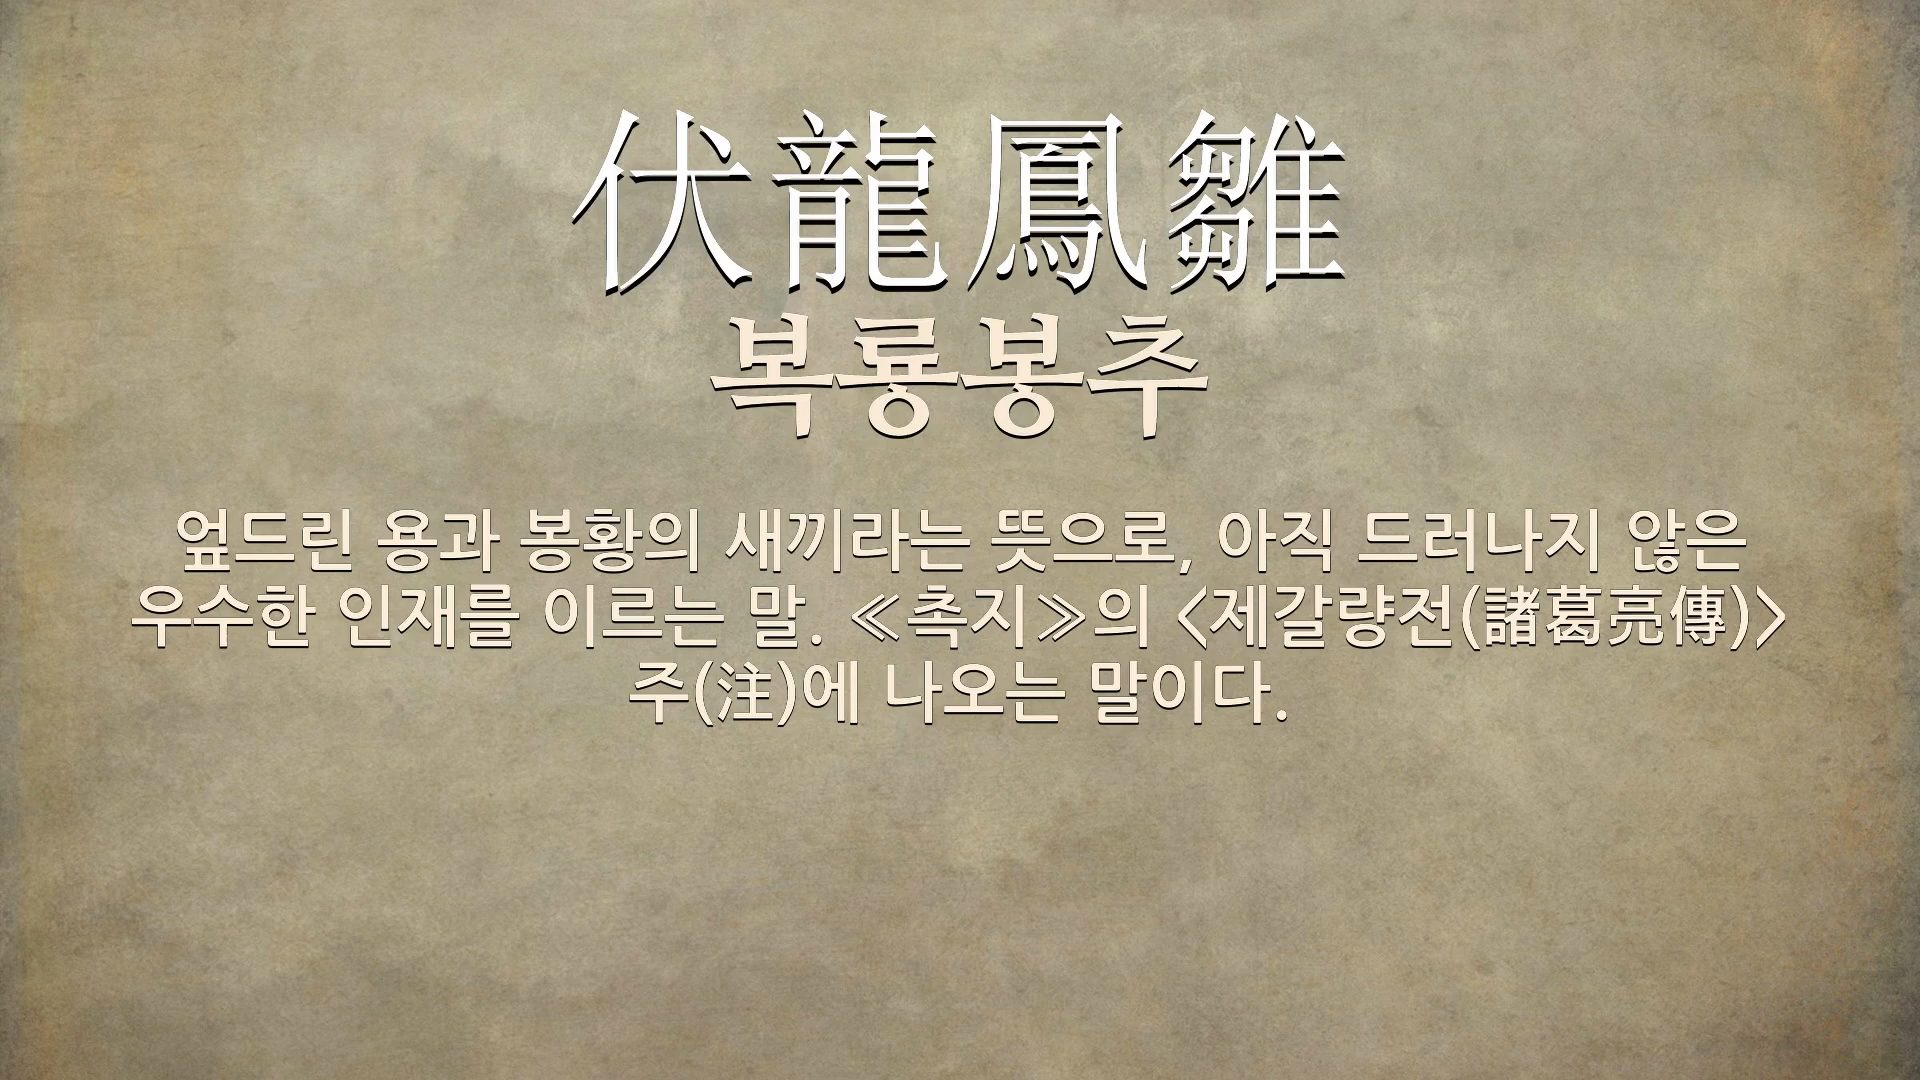 伏龍鳳雛
복룡봉추
엎드린 용과 봉황의 새끼라는 뜻으로, 아직 드러나지 않은
우수한 인재를 이르는 말. ≪촉지≫의 〈제갈량전(諸葛亮傳)〉
주(注)에 나오는 말이다.